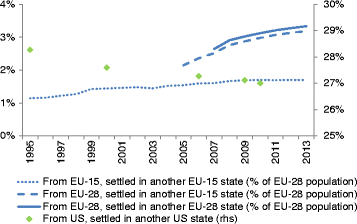 4% 30%
29%
3%
28%
2% 27%
26%
1%
25%
0% 24%
1995 1997 1999 2001 2003 2005 2007 2009 2011 2013
From EU-15, settled in another EU-15 state (% of EU-28 population)
From EU-28, settled in another EU-15 state (% of EU-28 population)
From EU-28, settled in another EU-28 state (% of EU-28 population)
From US, settled in another US state (rhs)